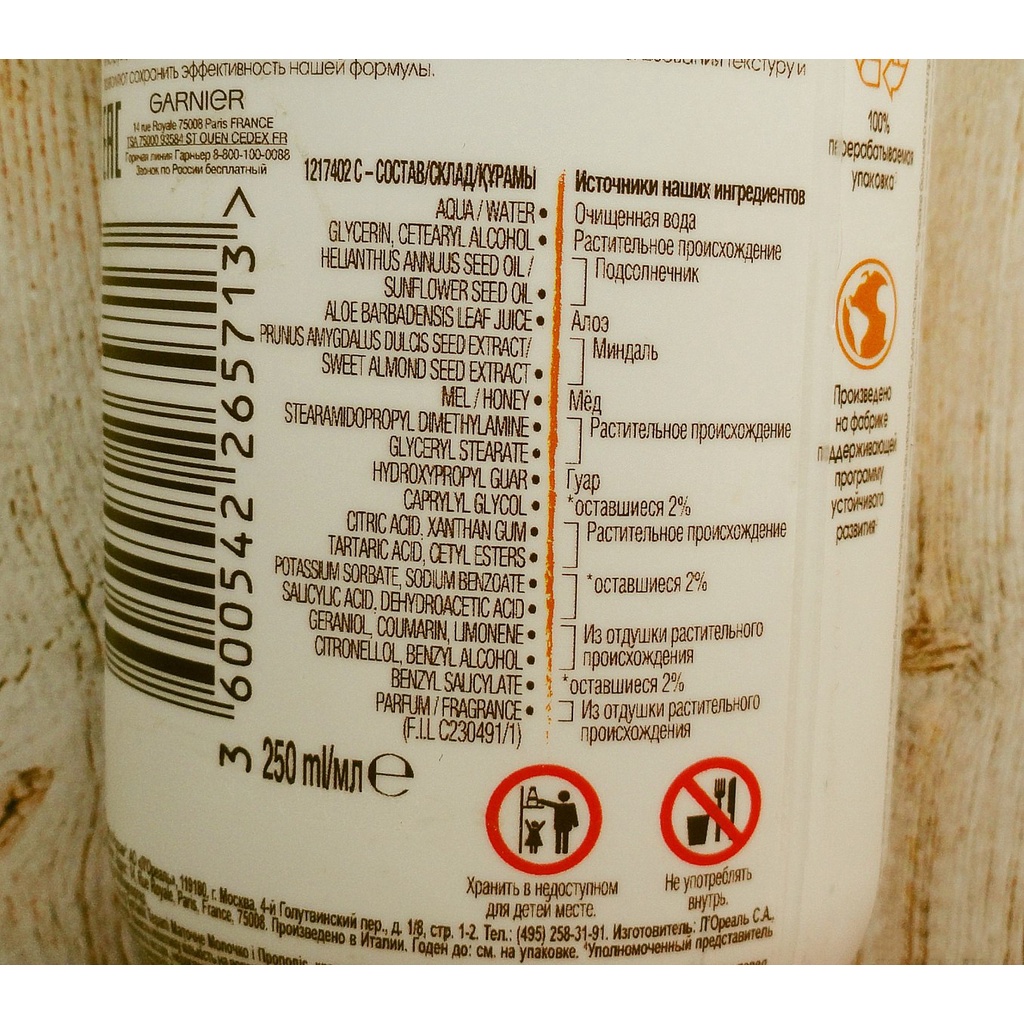 сохранить эффективность нашей формулы.
текстуру и
EAC
GARNIER
14 rue Royale 75008 Paris FRANCE
TSA 75000 93584 ST OUEN CEDEX FR
Горячая линия Гарньер 8-800-100-0088
Звонок по России бесплатный
1217402 C – СОСТАВ/СКЛАД/ҚҰРАМЫ
AQUA / WATER •
GLYCERIN, CETEARYL ALCOHOL •
HELIANTHUS ANNUUS SEED OIL /
SUNFLOWER SEED OIL •
ALOE BARBADENSIS LEAF JUICE •
PRUNUS AMYGDALUS DULCIS SEED EXTRACT/
SWEET ALMOND SEED EXTRACT •
MEL / HONEY •
STEARAMIDOPROPYL DIMETHYLAMINE •
GLYCERYL STEARATE •
HYDROXYPROPYL GUAR •
CAPRYLYL GLYCOL •
CITRIC ACID, XANTHAN GUM •
TARTARIC ACID, CETYL ESTERS •
POTASSIUM SORBATE, SODIUM BENZOATE •
SALICYLIC ACID, DEHYDROACETIC ACID •
GERANIOL, COUMARIN, LIMONENE •
CITRONELLOL, BENZYL ALCOHOL •
BENZYL SALICYLATE •
PARFUM / FRAGRANCE •
(F.I.L C230491/1)
Источники наших ингредиентов
Очищенная вода
Растительное происхождение
Подсолнечник
Алоэ
Миндаль
Мёд
Растительное происхождение
Гуар
*оставшиеся 2%
Растительное происхождение
*оставшиеся 2%
Из отдушки растительного
происхождения
*оставшиеся 2%
Из отдушки растительного
происхождения
100%
перерабатываемая
упаковка
Произведено
на фабрике
поддерживающей
программу
устойчивого
развития
3 600542 265713 >
250 ml/мл e
Хранить в недоступном
для детей месте.
Не употреблять
внутрь.
АО «Л'Ореаль», 119180, г. Москва, 4-й Голутвинский пер., д. 1/8, стр. 1-2. Тел.: (495) 258-31-91. Изготовитель: Л'Ореаль С.А.,
Rue Royale, Paris, France, 75008. Произведено в Италии. Годен до: см. на упаковке. Уполномоченный представитель
Маточне Молочко і Прополіс